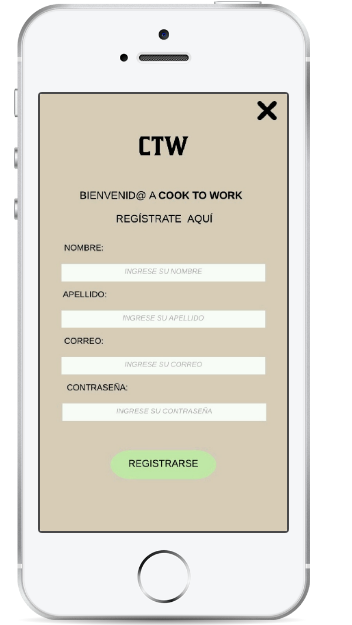 CTW
BIENVENID@ A COOK TO WORK
REGÍSTRATE AQUÍ
NOMBRE:
INGRESE SU NOMBRE
APELLIDO:
INGRESE SU APELLIDO
CORREO:
INGRESE SU CORREO
CONTRASEÑA:
INGRESE SU CONTRASEÑA
REGISTRARSE